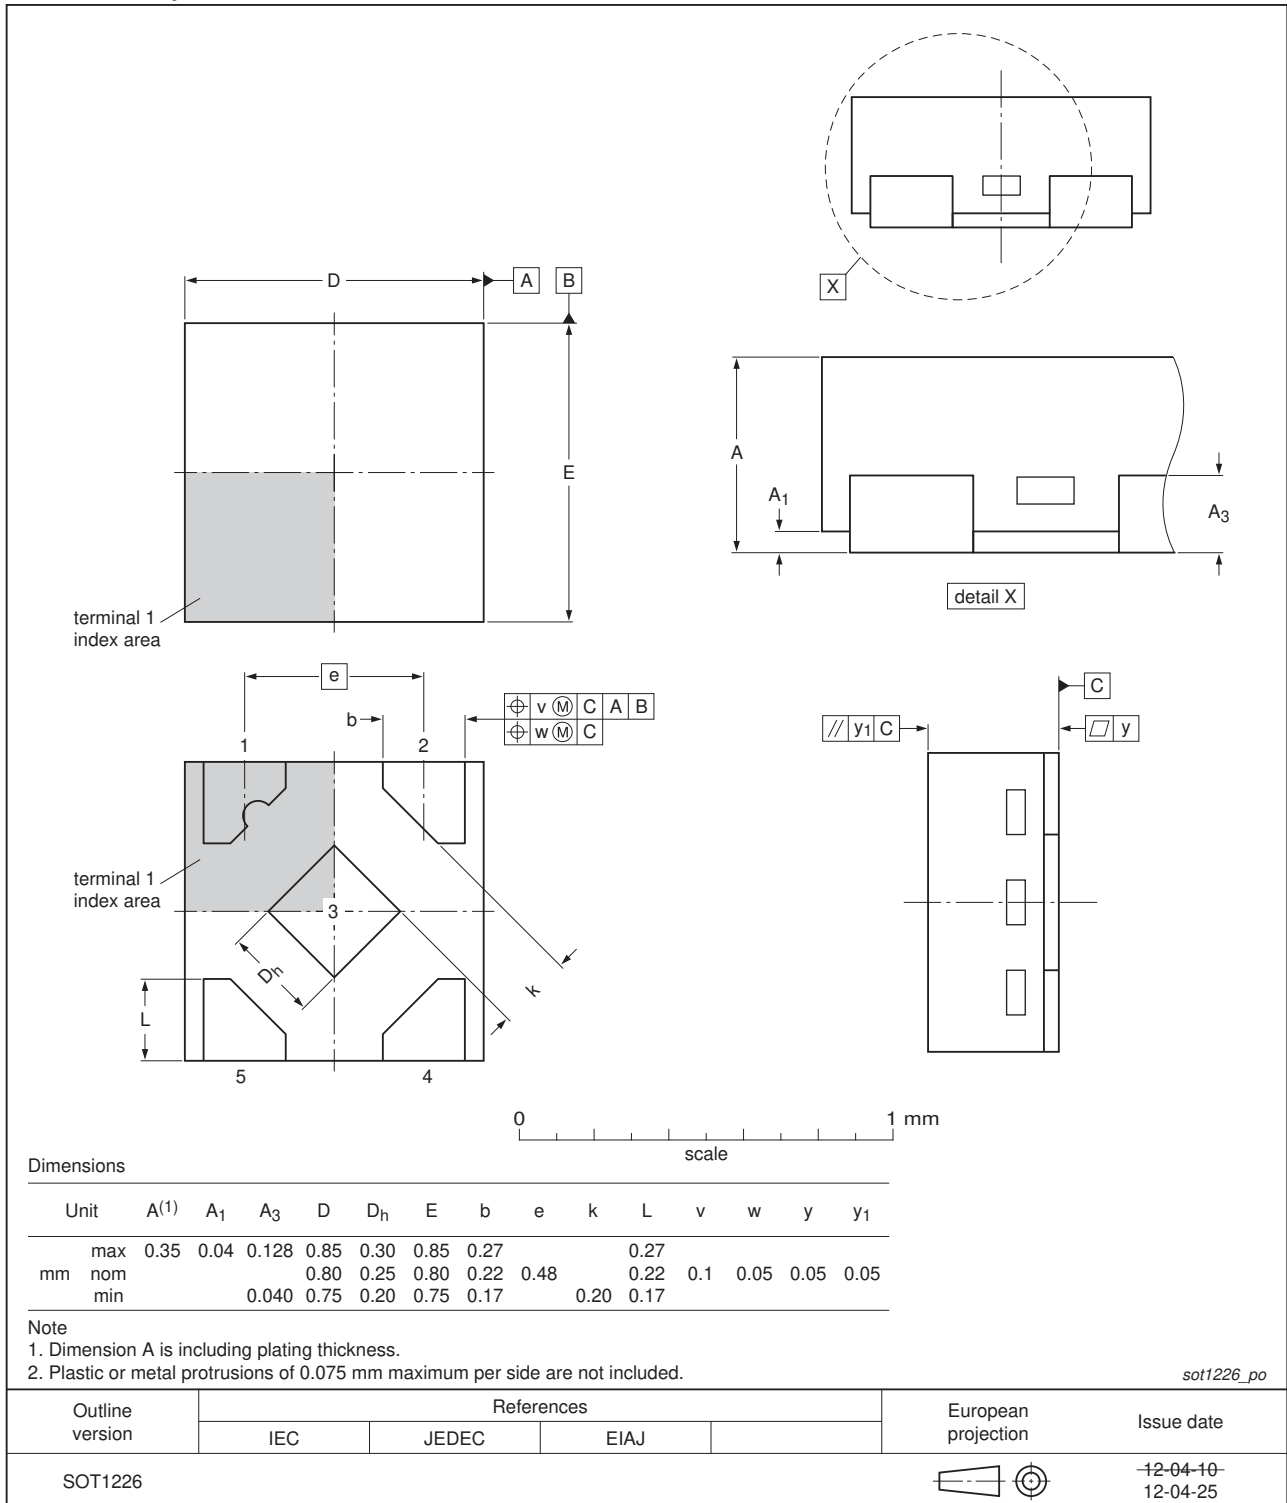 X
D
A
B
E
terminal 1
index area
A
A1
A3
detail X
e
b
v M C A B
w M C
1
2
terminal 1
index area
3
Dh
k
L
5
4
C
// y1 C
y
0
1 mm
scale
Dimensions
Unit A(1) A1 A3 D Dh E b e k L v w y y1
max 0.35 0.04 0.128 0.85 0.30 0.85 0.27 0.27
mm nom 0.80 0.25 0.80 0.22 0.48 0.22 0.1 0.05 0.05 0.05
min 0.040 0.75 0.20 0.75 0.17 0.20 0.17
Note
1. Dimension A is including plating thickness.
2. Plastic or metal protrusions of 0.075 mm maximum per side are not included.
sot1226_po
Outline
version
References
IEC
JEDEC
EIAJ
European
projection
Issue date
SOT1226
12-04-10
12-04-25